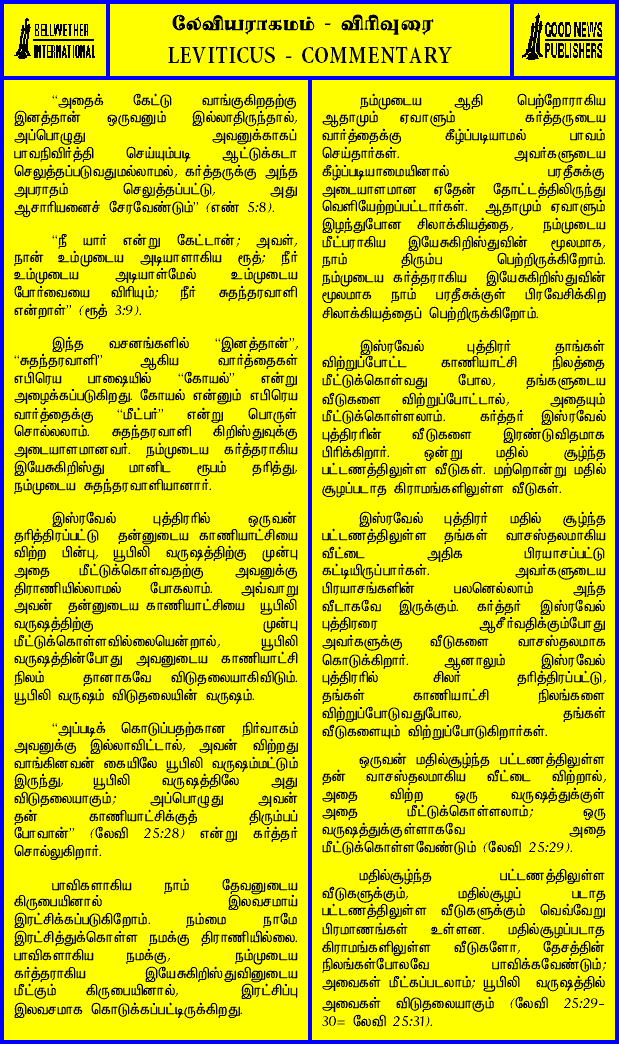 BELLWETHER
INTERNATIONAL
லேவியராகமம் - விரிவுரை
LEVITICUS - COMMENTARY
GOOD NEWS
PUBLISHERS
“அதைக் கேட்டு வாங்குகிறதற்கு
இனத்தான் ஒருவனும் இல்லாதிருந்தால்,
அப்பொழுது அவனுக்காகப்
பாவநிவிர்த்தி செய்யும்படி ஆட்டுக்கடா
செலுத்தப்படுவதுமல்லாமல், கர்த்தருக்கு அந்த
அபராதம் செலுத்தப்பட்டு, அது
ஆசாரியனைச் சேரவேண்டும்” (எண் 5:8).
“நீ யார் என்று கேட்டான்; அவள்,
நான் உம்முடைய அடியாளாகிய ரூத்; நீர்
உம்முடைய அடியாள்மேல் உம்முடைய
போர்வையை விரியும்; நீர் சுதந்தரவாளி
என்றாள்” (ரூத் 3:9).
இந்த வசனங்களில் “இனத்தான்”,
“சுதந்தரவாளி” ஆகிய வார்த்தைகள்
எபிரெய பாஷையில் “கோயல்” என்று
அழைக்கப்படுகிறது. கோயல் என்னும் எபிரெய
வார்த்தைக்கு “மீட்பர்” என்று பொருள்
சொல்லலாம். சுதந்தரவாளி கிறிஸ்துவுக்கு
அடையாளமானவர். நம்முடைய கர்த்தராகிய
இயேசுகிறிஸ்து மானிட ரூபம் தரித்து,
நம்முடைய சுதந்தரவாளியானார்.
இஸ்ரவேல் புத்திரரில் ஒருவன்
தரித்திரப்பட்டு தன்னுடைய காணியாட்சியை
விற்ற பின்பு, யூபிலி வருஷத்திற்கு முன்பு
அதை மீட்டுக்கொள்வதற்கு அவனுக்கு
திராணியில்லாமல் போகலாம். அவ்வாறு
அவன் தன்னுடைய காணியாட்சியை யூபிலி
வருஷத்திற்கு முன்பு
மீட்டுக்கொள்ளவில்லையென்றால், யூபிலி
வருஷத்தின்போது அவனுடைய காணியாட்சி
நிலம் தானாகவே விடுதலையாகிவிடும்.
யூபிலி வருஷம் விடுதலையின் வருஷம்.
“அப்படிக் கொடுப்பதற்கான நிர்வாகம்
அவனுக்கு இல்லாவிட்டால், அவன் விற்றது
வாங்கினவன் கையிலே யூபிலி வருஷம்மட்டும்
இருந்து, யூபிலி வருஷத்திலே அது
விடுதலையாகும்; அப்பொழுது அவன்
தன் காணியாட்சிக்குத் திரும்பப்
போவான்” (லேவி 25:28) என்று கர்த்தர்
சொல்லுகிறார்.
பாவிகளாகிய நாம் தேவனுடைய
கிருபையினால் இலவசமாய்
இரட்சிக்கப்படுகிறோம். நம்மை நாமே
இரட்சித்துக்கொள்ள நமக்கு திராணியில்லை.
பாவிகளாகிய நமக்கு, நம்முடைய
கர்த்தராகிய இயேசுகிறிஸ்துவினுடைய
மீட்கும் கிருபையினால், இரட்சிப்பு
இலவசமாக கொடுக்கப்பட்டிருக்கிறது.
நம்முடைய ஆதி பெற்றோராகிய
ஆதாமும் ஏவாளும் கர்த்தருடைய
வார்த்தைக்கு கீழ்ப்படியாமல் பாவம்
செய்தார்கள். அவர்களுடைய
கீழ்ப்படியாமையினால் பரதீசுக்கு
அடையாளமான ஏதேன் தோட்டத்திலிருந்து
வெளியேற்றப்பட்டார்கள். ஆதாமும் ஏவாளும்
இழந்துபோன சிலாக்கியத்தை, நம்முடைய
மீட்பராகிய இயேசுகிறிஸ்துவின் மூலமாக,
நாம் திரும்ப பெற்றிருக்கிறோம்.
நம்முடைய கர்த்தராகிய இயேசுகிறிஸ்துவின்
மூலமாக நாம் பரதீசுக்குள் பிரவேசிக்கிற
சிலாக்கியத்தைப் பெற்றிருக்கிறோம்.
இஸ்ரவேல் புத்திரர் தாங்கள்
விற்றுப்போட்ட காணியாட்சி நிலத்தை
மீட்டுக்கொள்வது போல, தங்களுடைய
வீடுகளை விற்றுப்போட்டால், அதையும்
மீட்டுக்கொள்ளலாம். கர்த்தர் இஸ்ரவேல்
புத்திரரின் வீடுகளை இரண்டுவிதமாக
பிரிக்கிறார். ஒன்று மதில் சூழ்ந்த
பட்டணத்திலுள்ள வீடுகள். மற்றொன்று மதில்
சூழப்படாத கிராமங்களிலுள்ள வீடுகள்.
இஸ்ரவேல் புத்திரர் மதில் சூழ்ந்த
பட்டணத்திலுள்ள தங்கள் வாசஸ்தலமாகிய
வீட்டை அதிக பிரயாசப்பட்டு
கட்டியிருப்பார்கள். அவர்களுடைய
பிரயாசங்களின் பலனெல்லாம் அந்த
வீடாகவே இருக்கும். கர்த்தர் இஸ்ரவேல்
புத்திரரை ஆசீர்வதிக்கும்போது
அவர்களுக்கு வீடுகளை வாசஸ்தலமாக
கொடுக்கிறார். ஆனாலும் இஸ்ரவேல்
புத்திரரில் சிலர் தரித்திரப்பட்டு,
தங்கள் காணியாட்சி நிலங்களை
விற்றுப்போடுவதுபோல, தங்கள்
வீடுகளையும் விற்றுப்போடுகிறார்கள்.
ஒருவன் மதில்சூழ்ந்த பட்டணத்திலுள்ள
தன் வாசஸ்தலமாகிய வீட்டை விற்றால்,
அதை விற்ற ஒரு வருஷத்துக்குள்
அதை மீட்டுக்கொள்ளலாம்; ஒரு
வருஷத்துக்குள்ளாகவே அதை
மீட்டுக்கொள்ளவேண்டும் (லேவி 25:29).
மதில்சூழ்ந்த பட்டணத்திலுள்ள
வீடுகளுக்கும், மதில்சூழப் படாத
பட்டணத்திலுள்ள வீடுகளுக்கும் வெவ்வேறு
பிரமாணங்கள் உள்ளன. மதில்சூழப்படாத
கிராமங்களிலுள்ள வீடுகளோ, தேசத்தின்
நிலங்கள்போலவே பாவிக்கவேண்டும்;
அவைகள் மீட்கப்படலாம்; யூபிலி வருஷத்தில்
அவைகள் விடுதலையாகும் (லேவி 25:29-
30= லேவி 25:31).